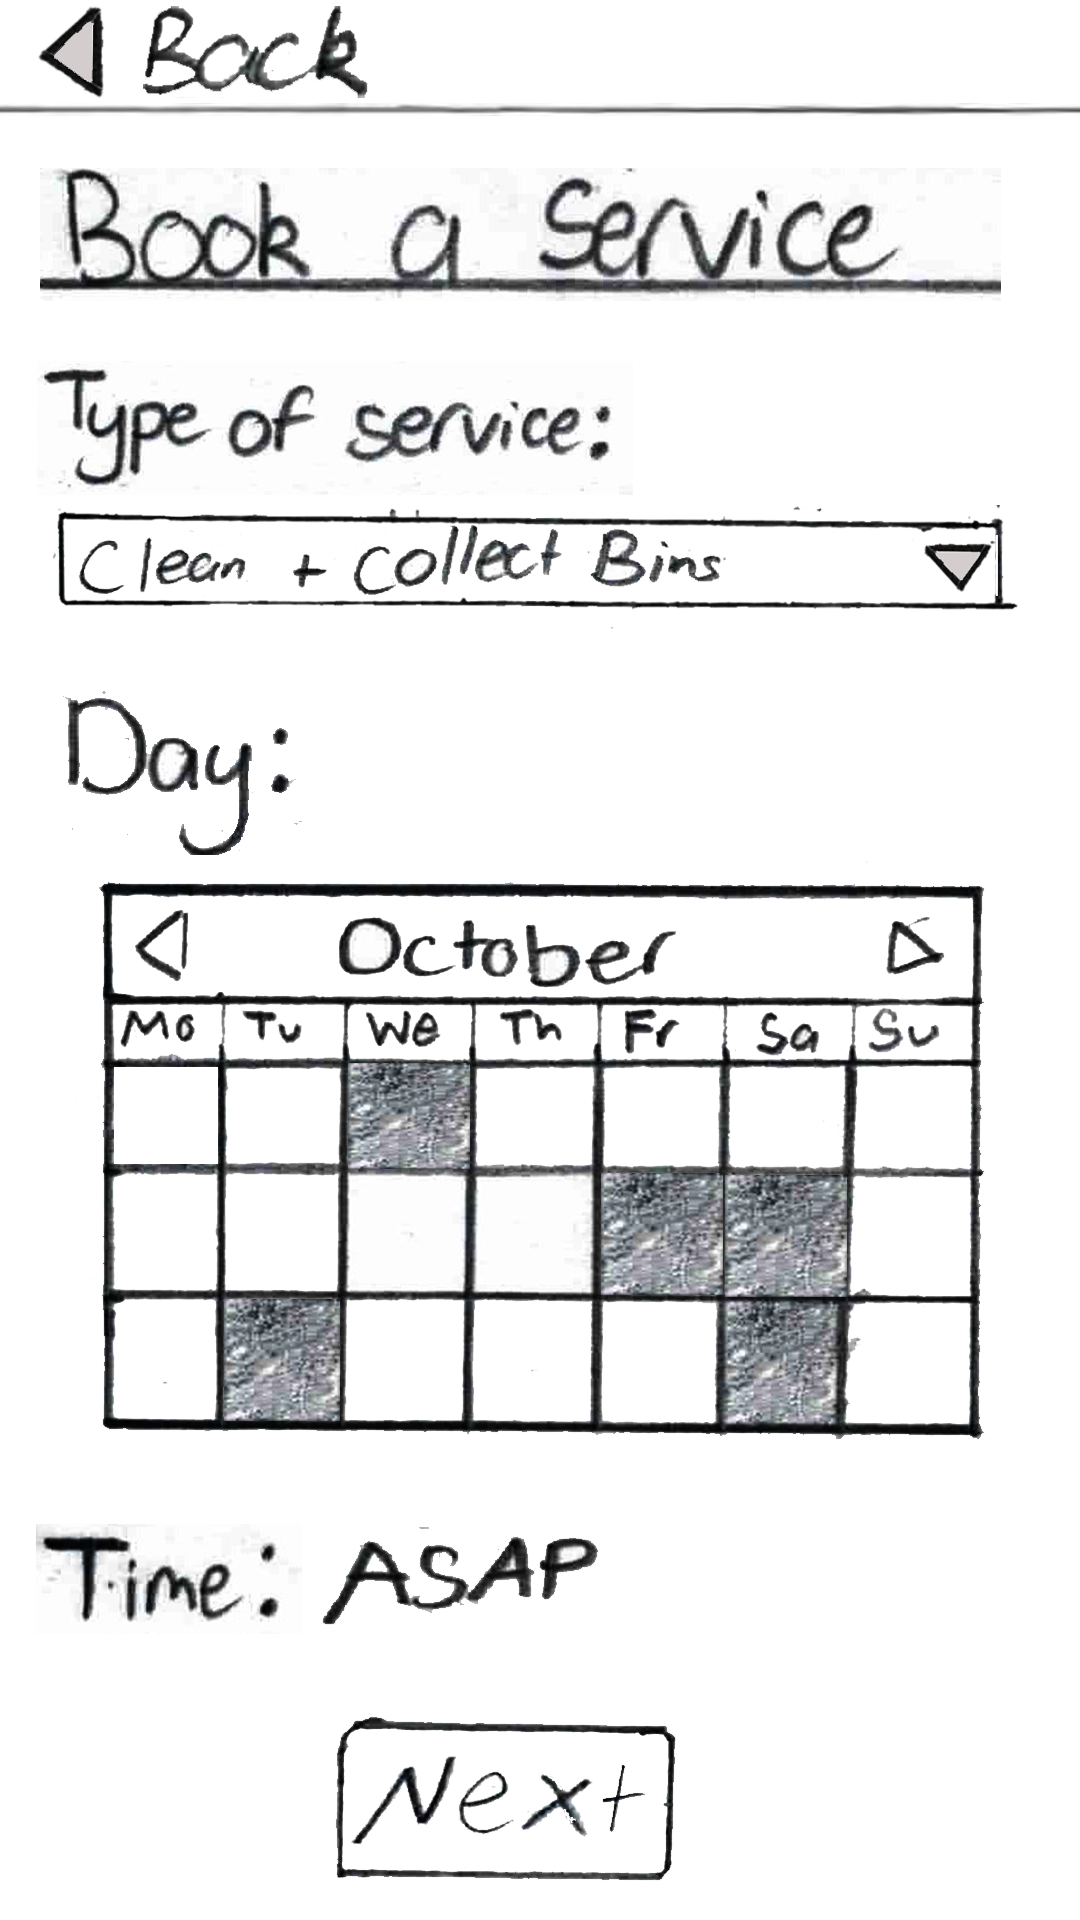 Back
Book a Service
Type of service:
Clean + Collect Bins
Day:
October
Mo Tu We Th Fr Sa Su
Time: ASAP
Next